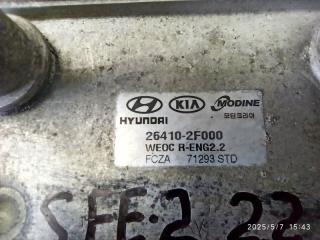 HYUNDAI KIA MODINE
모딘코리아
26410-2F000
WEOC R-ENG2.2
FCZA 71293 STD
SFE:2 22
2025/5/7 15:43